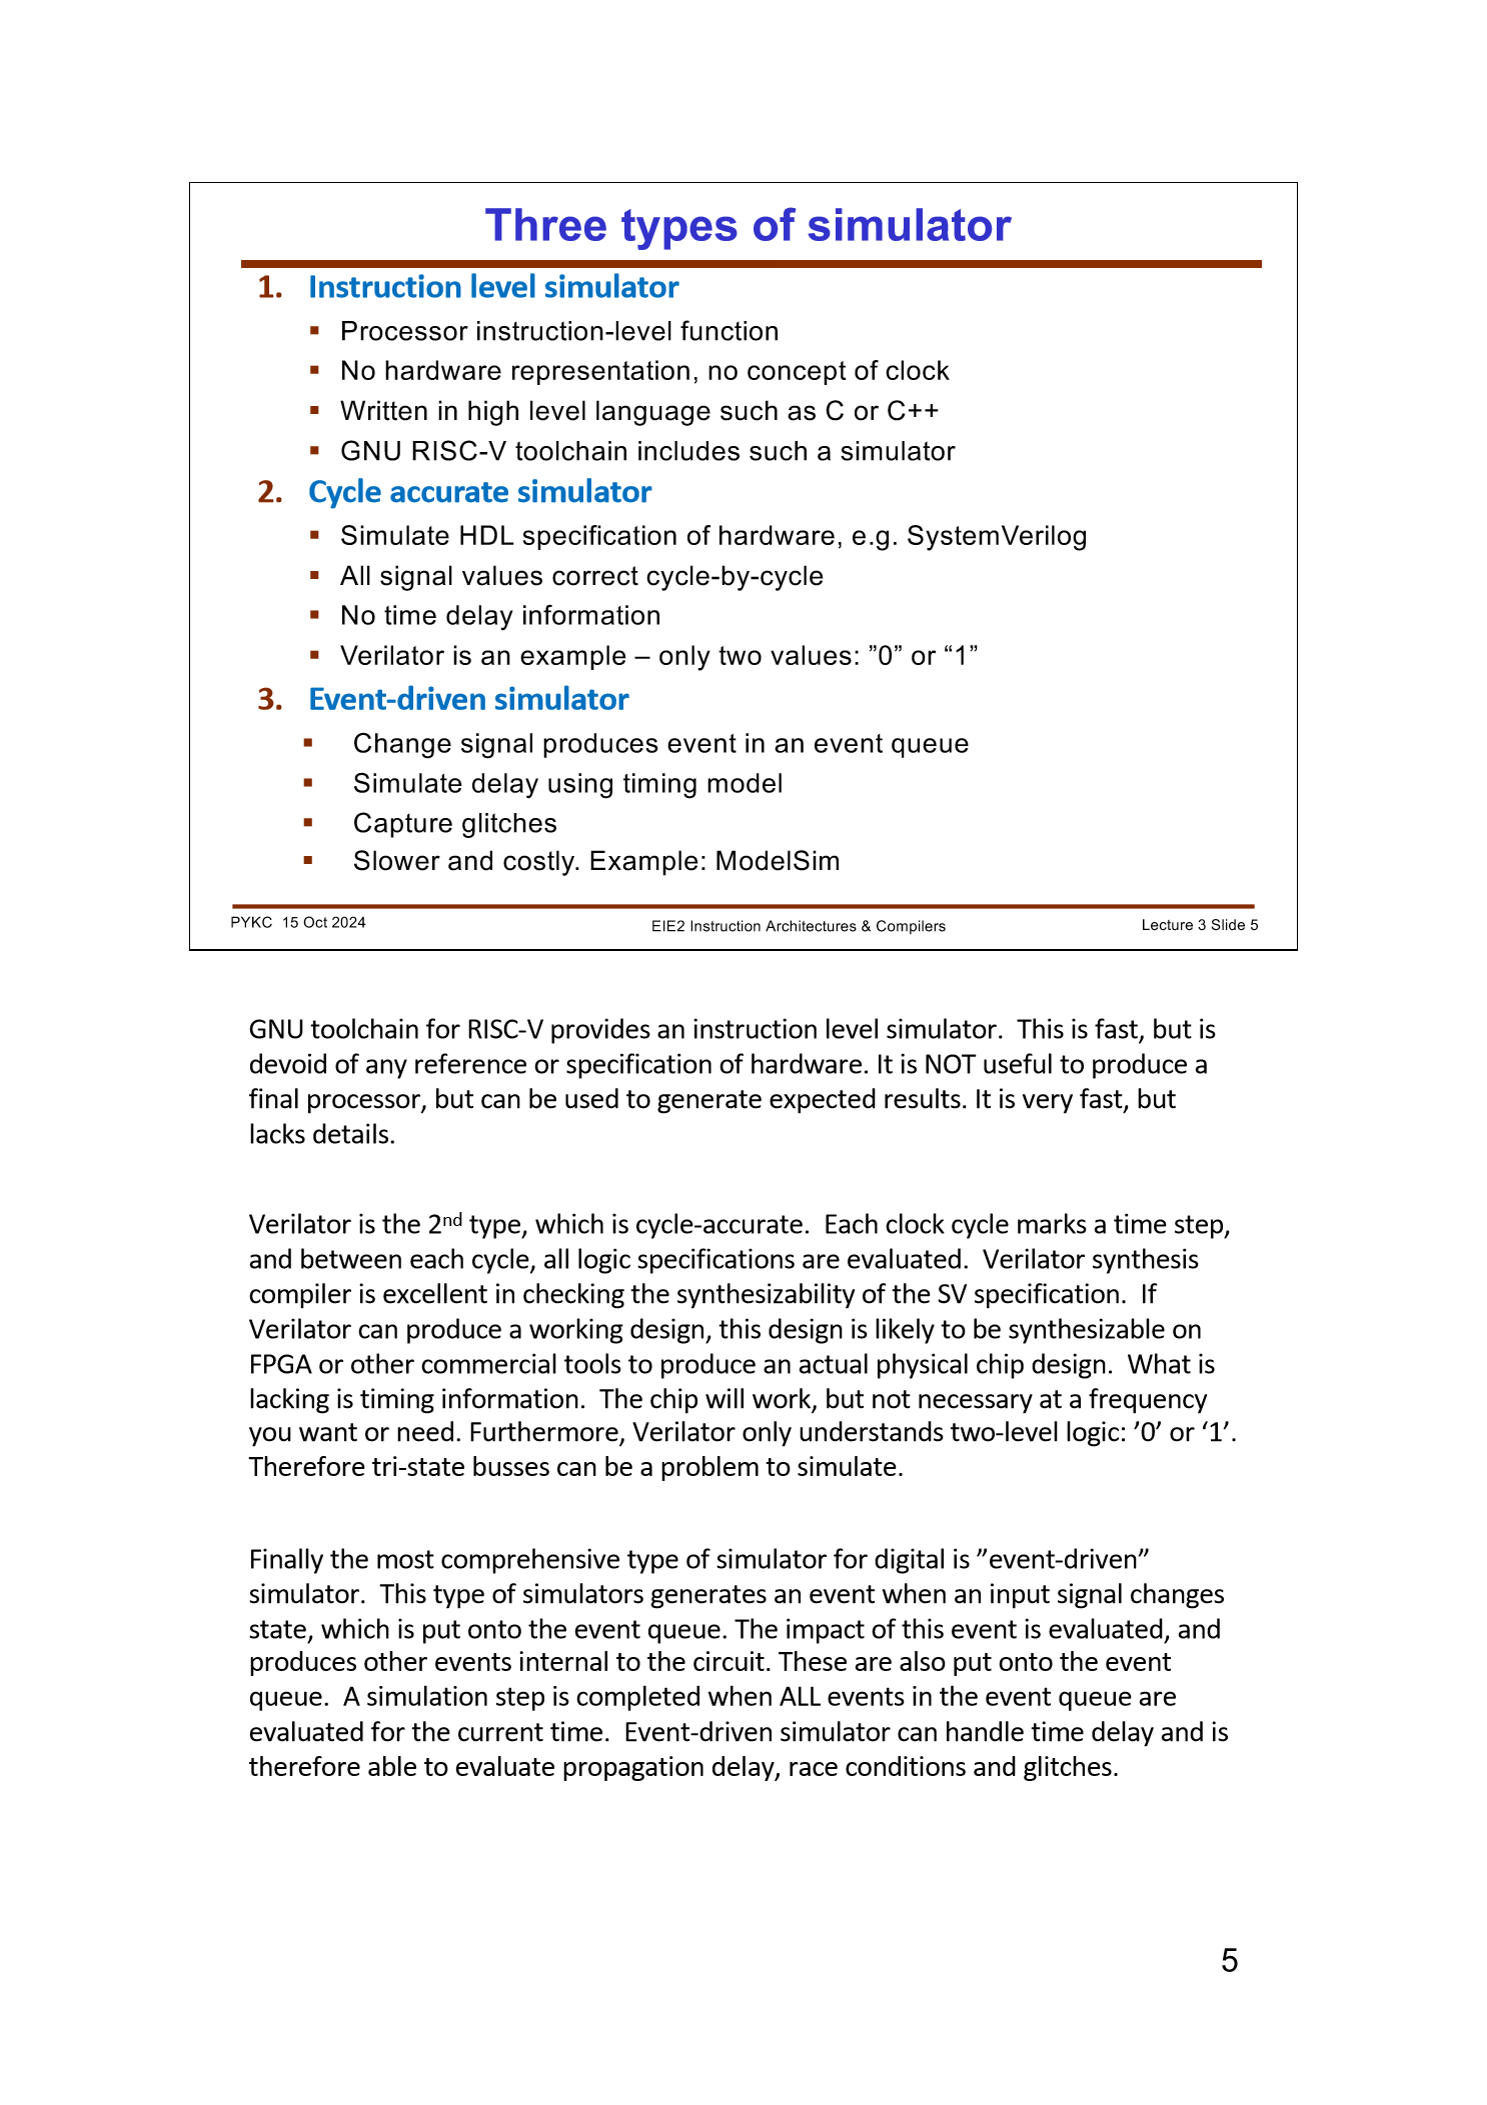 Three types of simulator
1. Instruction level simulator
▪ Processor instruction-level function
▪ No hardware representation, no concept of clock
▪ Written in high level language such as C or C++
▪ GNU RISC-V toolchain includes such a simulator
2. Cycle accurate simulator
▪ Simulate HDL specification of hardware, e.g. SystemVerilog
▪ All signal values correct cycle-by-cycle
▪ No time delay information
▪ Verilator is an example – only two values: ”0” or “1”
3. Event-driven simulator
▪ Change signal produces event in an event queue
▪ Simulate delay using timing model
▪ Capture glitches
▪ Slower and costly. Example: ModelSim
PYKC 15 Oct 2024 EIE2 Instruction Architectures & Compilers Lecture 3 Slide 5
GNU toolchain for RISC-V provides an instruction level simulator. This is fast, but is
devoid of any reference or specification of hardware. It is NOT useful to produce a
final processor, but can be used to generate expected results. It is very fast, but
lacks details.
Verilator is the 2nd type, which is cycle-accurate. Each clock cycle marks a time step,
and between each cycle, all logic specifications are evaluated. Verilator synthesis
compiler is excellent in checking the synthesizability of the SV specification. If
Verilator can produce a working design, this design is likely to be synthesizable on
FPGA or other commercial tools to produce an actual physical chip design. What is
lacking is timing information. The chip will work, but not necessary at a frequency
you want or need. Furthermore, Verilator only understands two-level logic: ’0’ or ‘1’.
Therefore tri-state busses can be a problem to simulate.
Finally the most comprehensive type of simulator for digital is ”event-driven”
simulator. This type of simulators generates an event when an input signal changes
state, which is put onto the event queue. The impact of this event is evaluated, and
produces other events internal to the circuit. These are also put onto the event
queue. A simulation step is completed when ALL events in the event queue are
evaluated for the current time. Event-driven simulator can handle time delay and is
therefore able to evaluate propagation delay, race conditions and glitches.
5